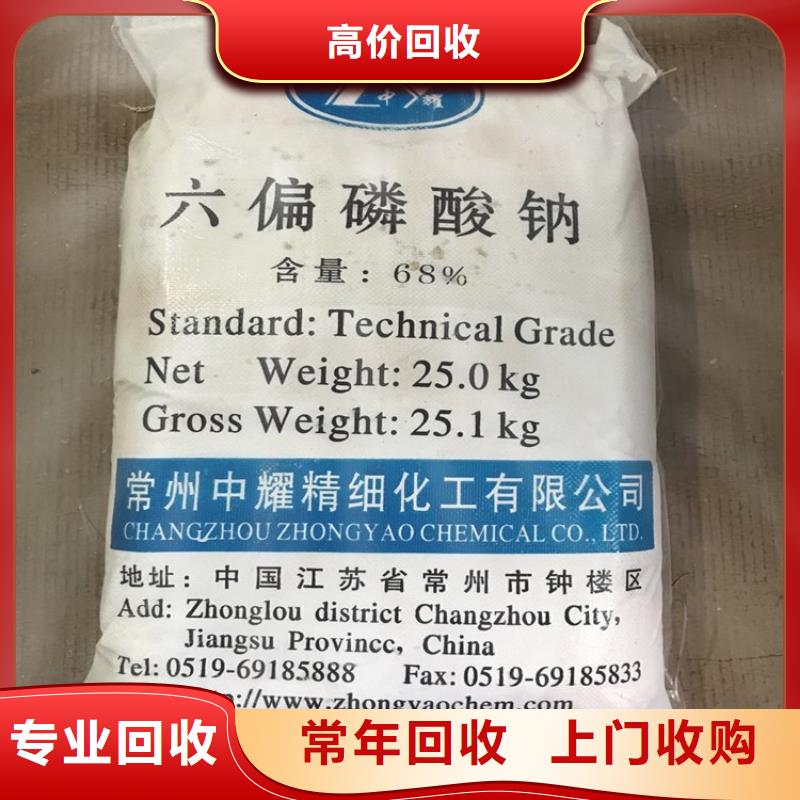 高价回收
中耀
六偏磷酸钠
含量：68%
Standard: Technical Grade
Net Weight: 25.0 kg
Gross Weight: 25.1 kg
常州中耀精细化工有限公司
CHANGZHOU ZHONGYAO CHEMICAL CO., LTD.
地址：中国江苏省常州市钟楼区
Add: Zhonglou district Changzhou City,
Jiangsu Provincc, China
Tel: 0519-69185888 Fax: 0519-69185833
://www.zhongyaochem.com
专业回收
常年回收 上门收购